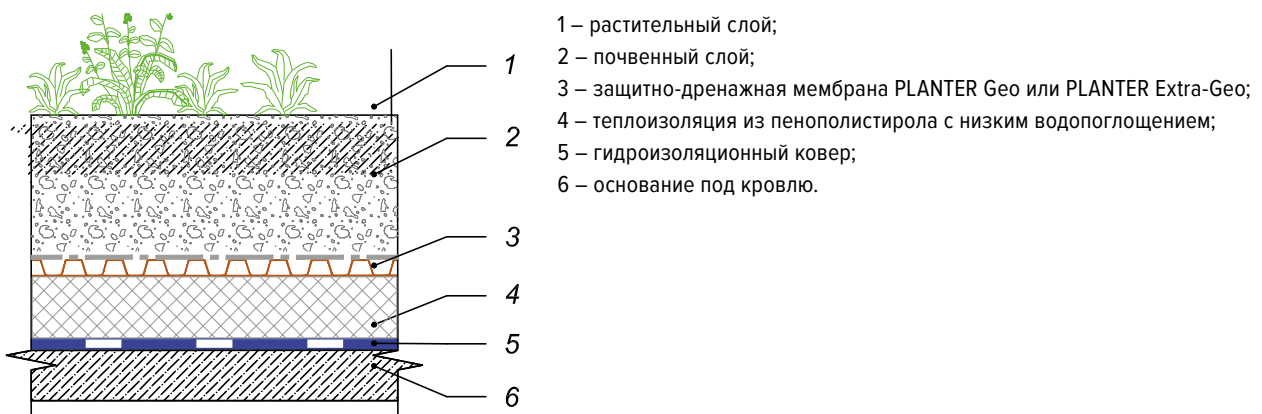 1 – растительный слой;
2 – почвенный слой;
3 – защитно-дренажная мембрана PLANTER Geo или PLANTER Extra-Geo;
4 – теплоизоляция из пенополистирола с низким водопоглощением;
5 – гидроизоляционный ковер;
6 – основание под кровлю.
1
2
3
4
5
6